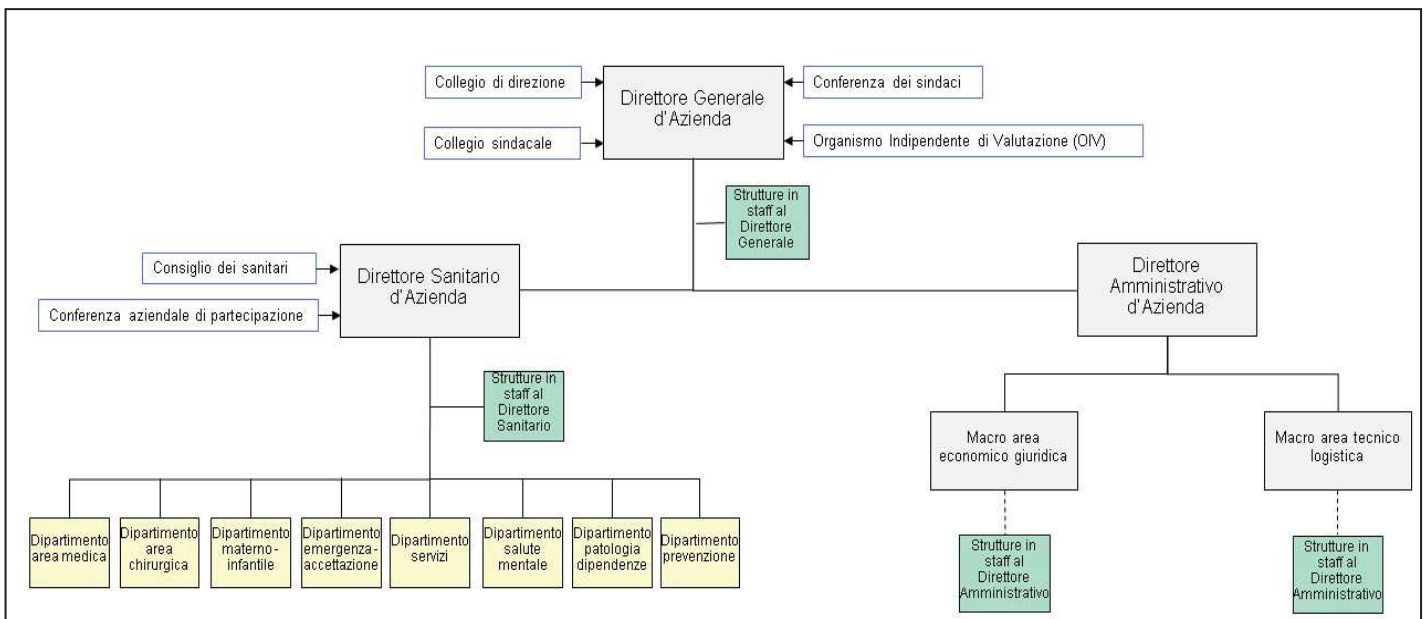 Collegio di direzione
Conferenza dei sindaci
Direttore Generale
d'Azienda
Collegio sindacale
Organismo Indipendente di Valutazione (OIV)
Strutture in
staff al
Direttore
Generale
Consiglio dei sanitari
Conferenza aziendale di partecipazione
Direttore Sanitario
d'Azienda
Direttore
Amministrativo
d'Azienda
Strutture in
staff al
Direttore
Sanitario
Macro area
economico giuridica
Macro area tecnico
logistica
Dipartimento
area medica
Dipartimento
area
chirurgica
Dipartimento
materno-
infantile
Dipartimento
emergenza-
accettazione
Dipartimento
servizi
Dipartimento
salute
mentale
Dipartimento
patologia
dipendenze
Dipartimento
prevenzione
Strutture in
staff al
Direttore
Amministrativo
Strutture in
staff al
Direttore
Amministrativo